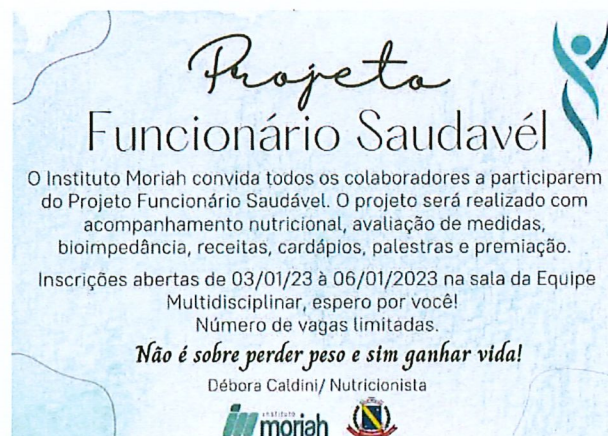 Projeto
Funcionário Saudavél
O Instituto Moriah convida todos os colaboradores a participarem
do Projeto Funcionário Saudável. O projeto será realizado com
acompanhamento nutricional, avaliação de medidas,
bioimpedância, receitas, cardápios, palestras e premiação.
Inscrições abertas de 03/01/23 à 06/01/2023 na sala da Equipe
Multidisciplinar, espero por você!
Número de vagas limitadas.
Não é sobre perder peso e sim ganhar vida!
Débora Caldini/ Nutricionista
instituto
moriah